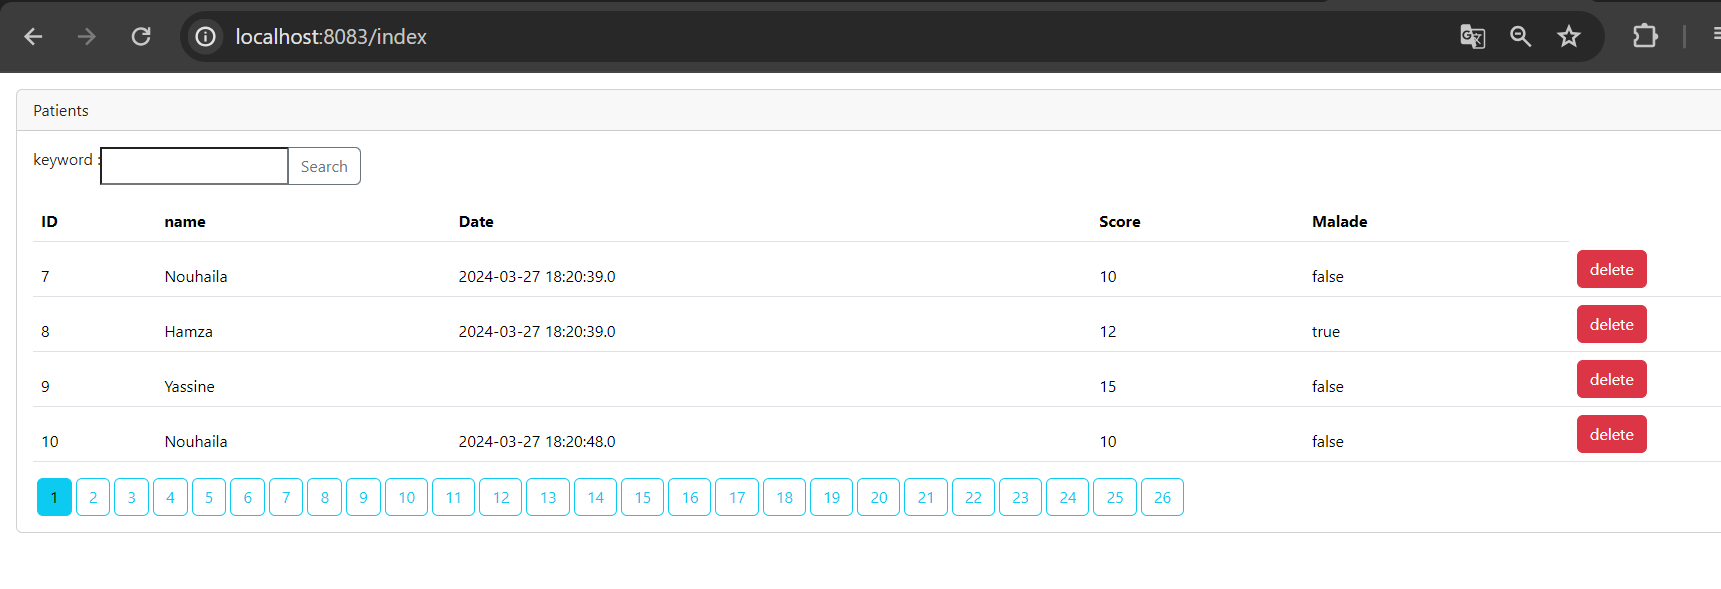 localhost:8083/index
Patients
keyword : Search
ID name Date Score Malade
7 Nouhaila 2024-03-27 18:20:39.0 10 false delete
8 Hamza 2024-03-27 18:20:39.0 12 true delete
9 Yassine 15 false delete
10 Nouhaila 2024-03-27 18:20:48.0 10 false delete
1 2 3 4 5 6 7 8 9 10 11 12 13 14 15 16 17 18 19 20 21 22 23 24 25 26